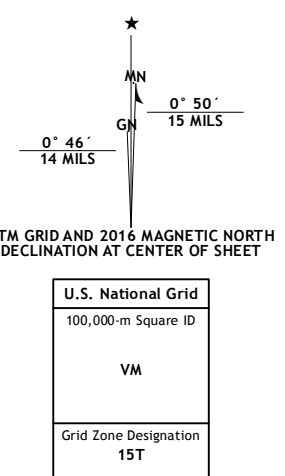 MN
0° 50´
15 MILS
GN
0° 46´
14 MILS
TM GRID AND 2016 MAGNETIC NORTH
DECLINATION AT CENTER OF SHEET
U.S. National Grid
100,000-m Square ID
VM
Grid Zone Designation
15T